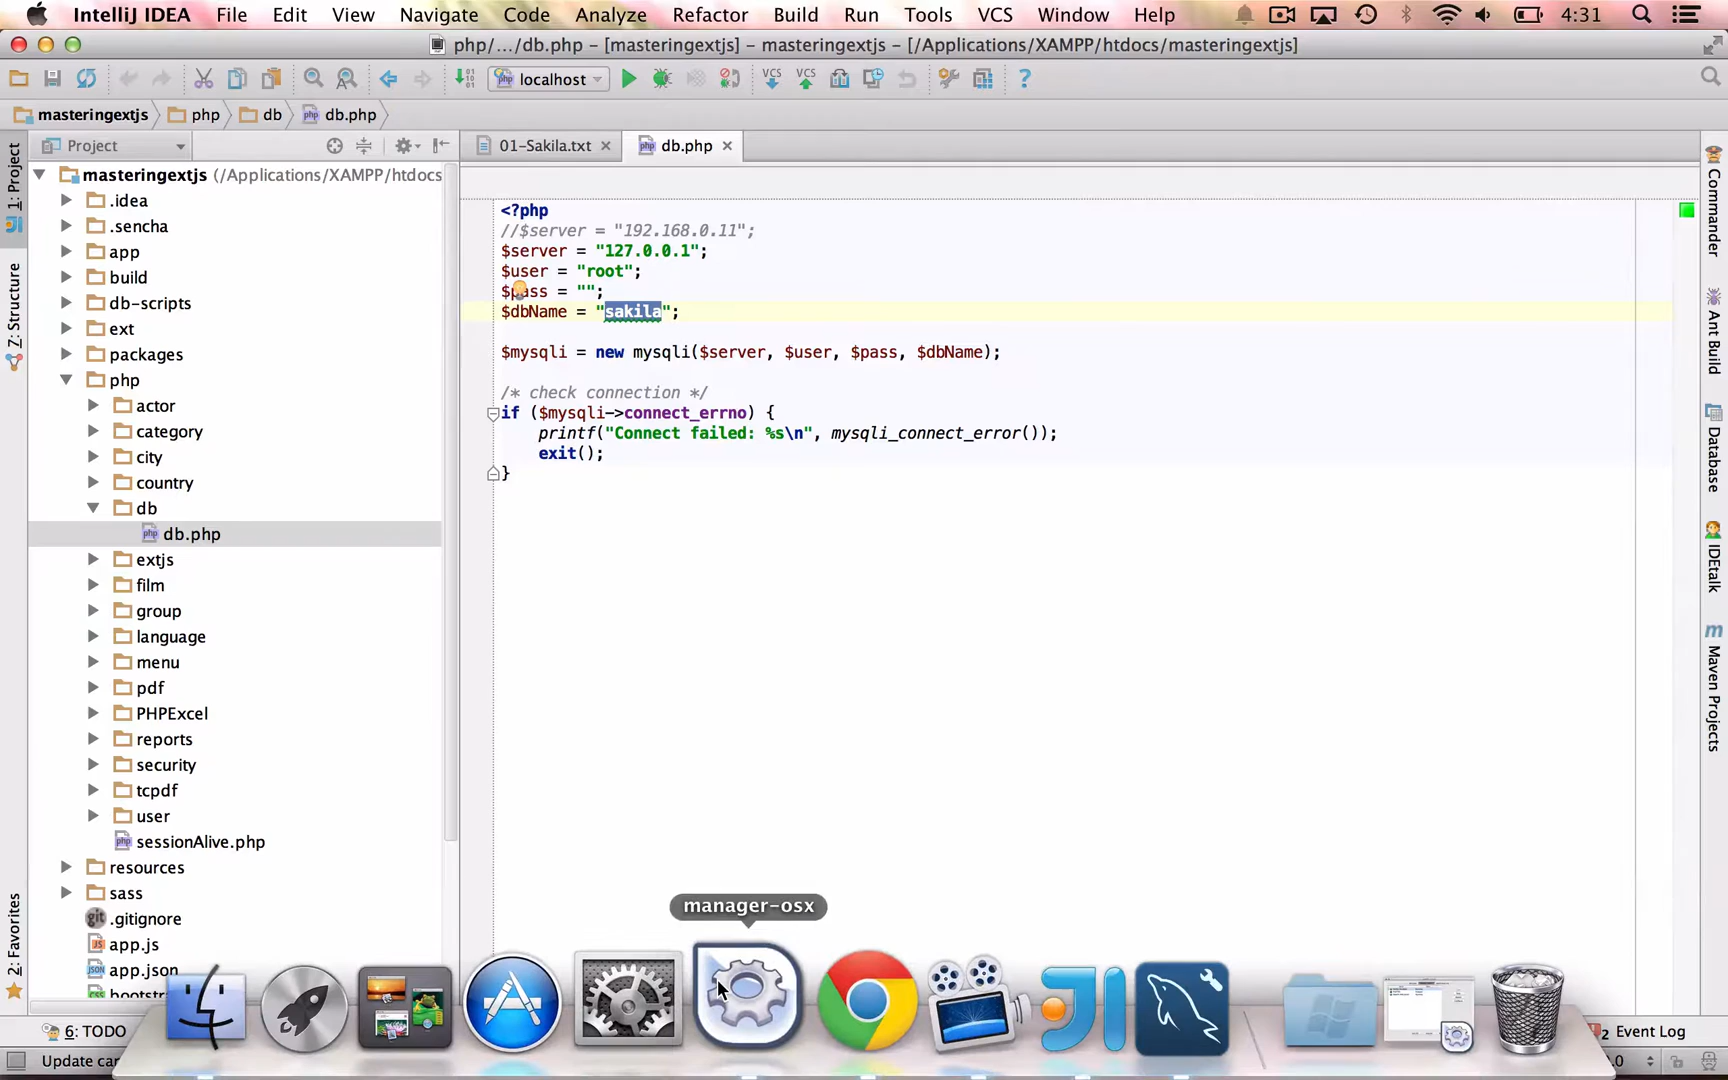 IntelliJ IDEA File Edit View Navigate Code Analyze Refactor Build Run Tools VCS Window Help 4:31
php/.../db.php – [masteringextjs] – masteringextjs – [/Applications/XAMPP/htdocs/masteringextjs]
localhost
masteringextjs php db db.php
Project
01-Sakila.txt db.php
1: Project
Z: Structure
2: Favorites
masteringextjs (/Applications/XAMPP/htdocs
.idea
.sencha
app
build
db-scripts
ext
packages
php
actor
category
city
country
db
db.php
extjs
film
group
language
menu
pdf
PHPExcel
reports
security
tcpdf
user
sessionAlive.php
resources
sass
.gitignore
app.js
app.json
<?php
//$server = "192.168.0.11";
$server = "127.0.0.1";
$user = "root";
$pass = "";
$dbName = "sakila";
$mysqli = new mysqli($server, $user, $pass, $dbName);
/* check connection */
if ($mysqli->connect_errno) {
printf("Connect failed: %s\n", mysqli_connect_error());
exit();
}
Commander
Ant Build
Database
IDEtalk
Maven Projects
manager-osx
6: TODO
Event Log